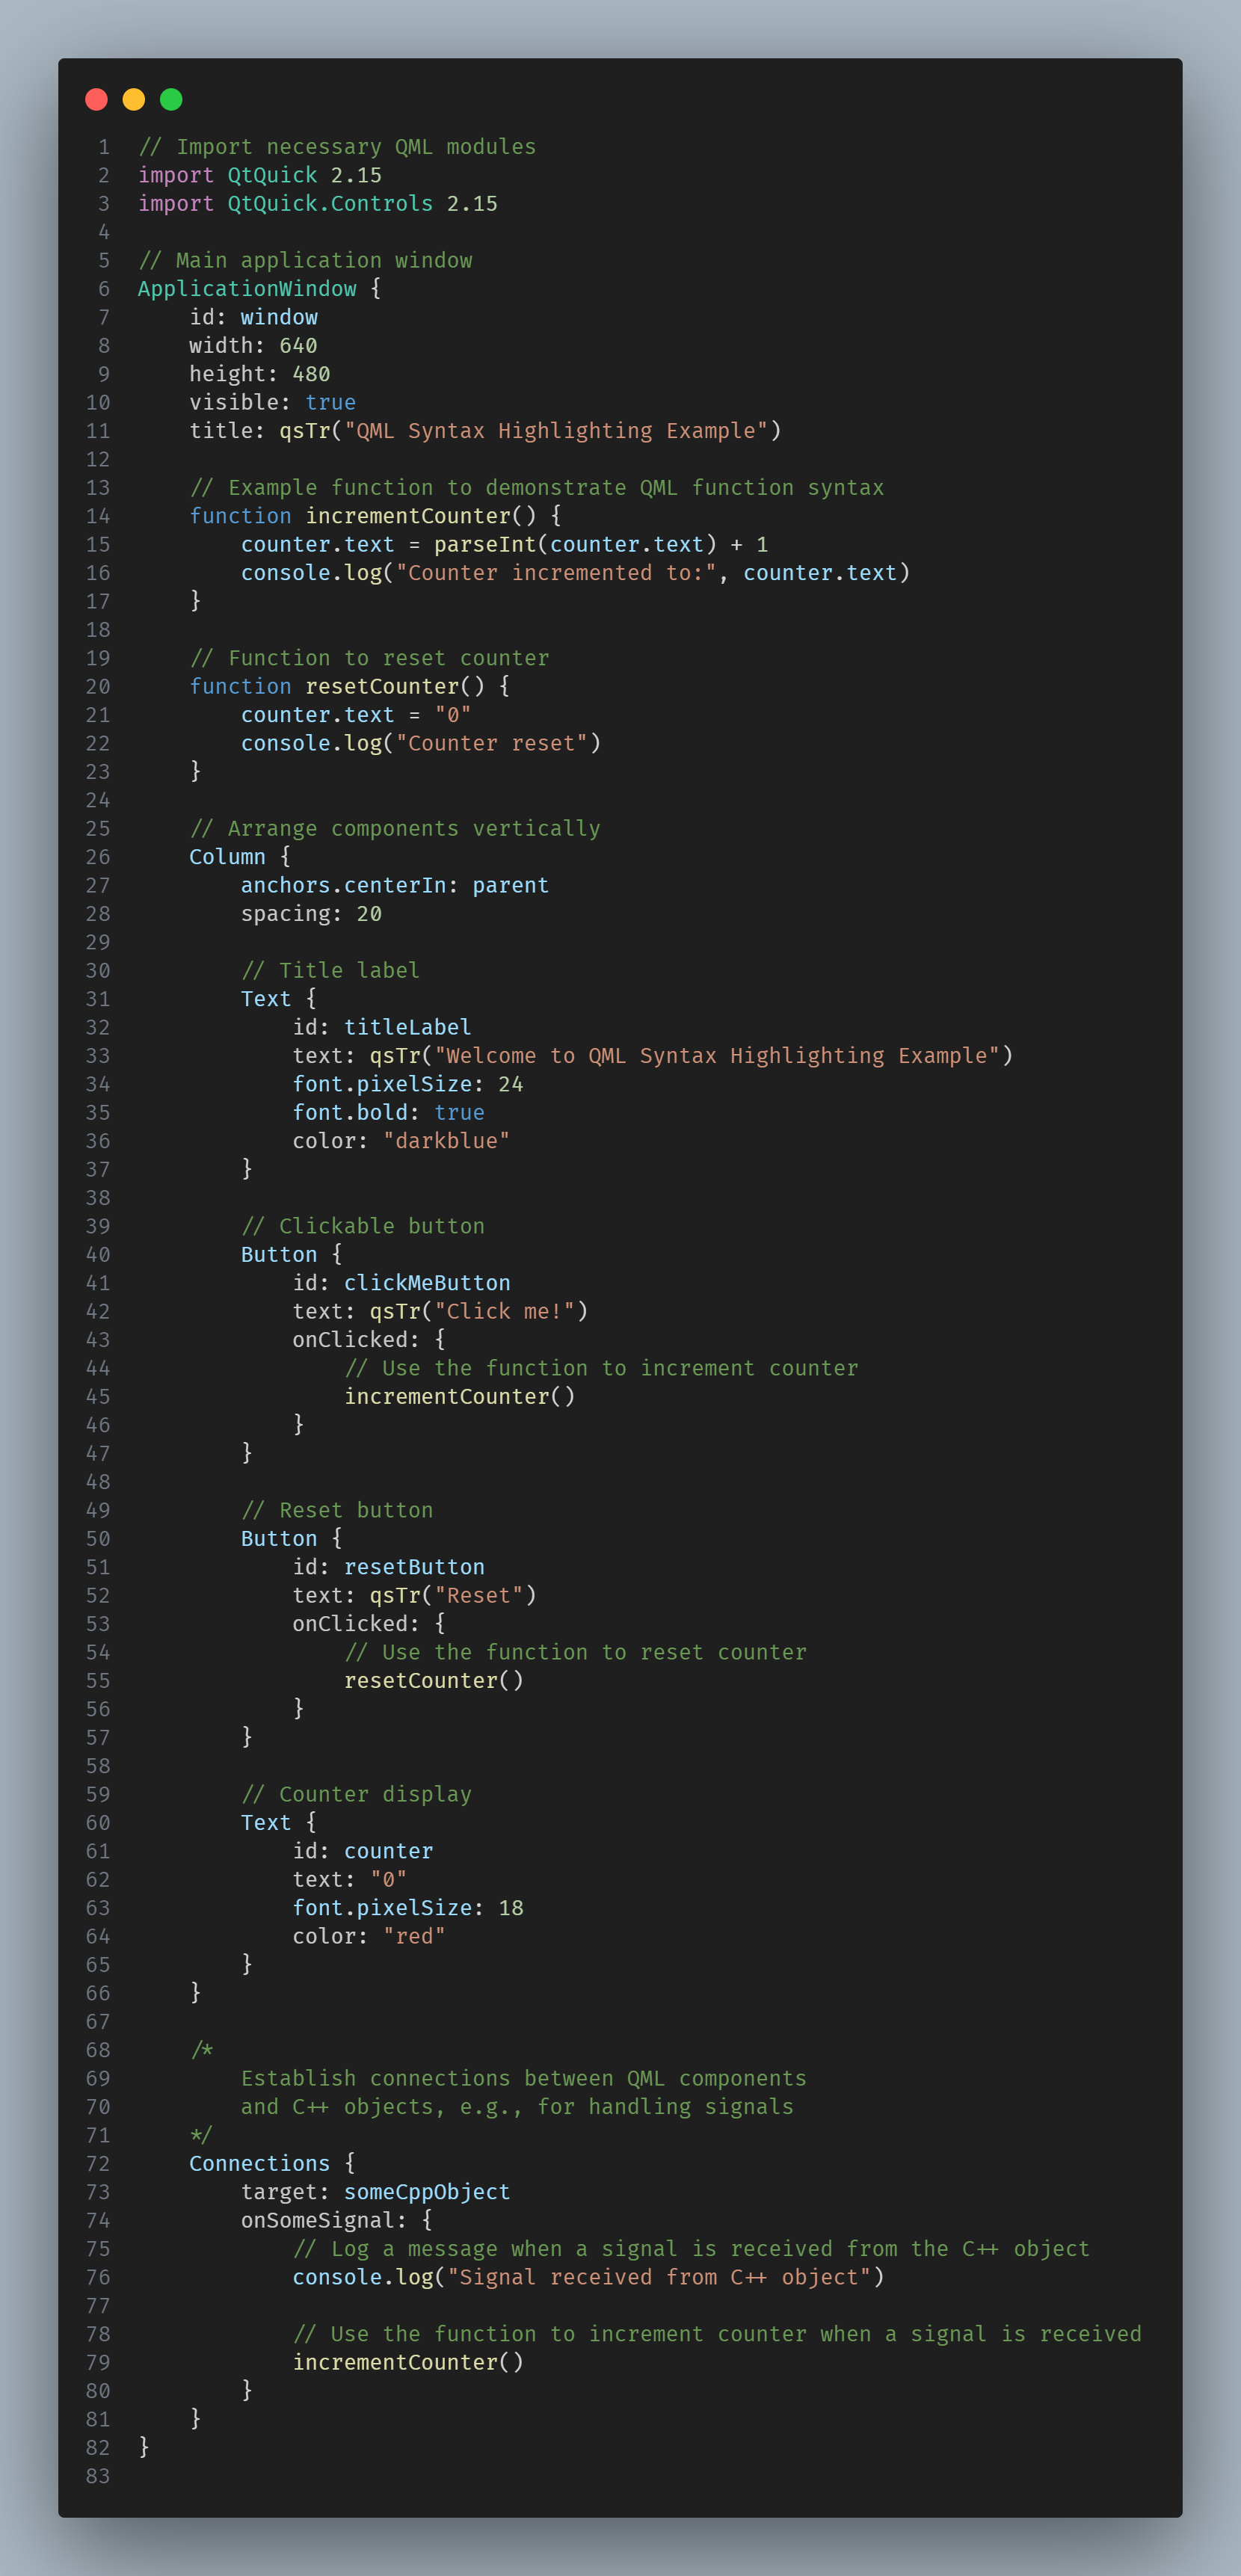 1 // Import necessary QML modules
2 import QtQuick 2.15
3 import QtQuick.Controls 2.15
4
5 // Main application window
6 ApplicationWindow {
7     id: window
8     width: 640
9     height: 480
10     visible: true
11     title: qsTr("QML Syntax Highlighting Example")
12
13     // Example function to demonstrate QML function syntax
14     function incrementCounter() {
15         counter.text = parseInt(counter.text) + 1
16         console.log("Counter incremented to:", counter.text)
17     }
18
19     // Function to reset counter
20     function resetCounter() {
21         counter.text = "0"
22         console.log("Counter reset")
23     }
24
25     // Arrange components vertically
26     Column {
27         anchors.centerIn: parent
28         spacing: 20
29
30         // Title label
31         Text {
32             id: titleLabel
33             text: qsTr("Welcome to QML Syntax Highlighting Example")
34             font.pixelSize: 24
35             font.bold: true
36             color: "darkblue"
37         }
38
39         // Clickable button
40         Button {
41             id: clickMeButton
42             text: qsTr("Click me!")
43             onClicked: {
44                 // Use the function to increment counter
45                 incrementCounter()
46             }
47         }
48
49         // Reset button
50         Button {
51             id: resetButton
52             text: qsTr("Reset")
53             onClicked: {
54                 // Use the function to reset counter
55                 resetCounter()
56             }
57         }
58
59         // Counter display
60         Text {
61             id: counter
62             text: "0"
63             font.pixelSize: 18
64             color: "red"
65         }
66     }
67
68     /*
69         Establish connections between QML components
70         and C++ objects, e.g., for handling signals
71     */
72     Connections {
73         target: someCppObject
74         onSomeSignal: {
75             // Log a message when a signal is received from the C++ object
76             console.log("Signal received from C++ object")
77
78             // Use the function to increment counter when a signal is received
79             incrementCounter()
80         }
81     }
82 }
83